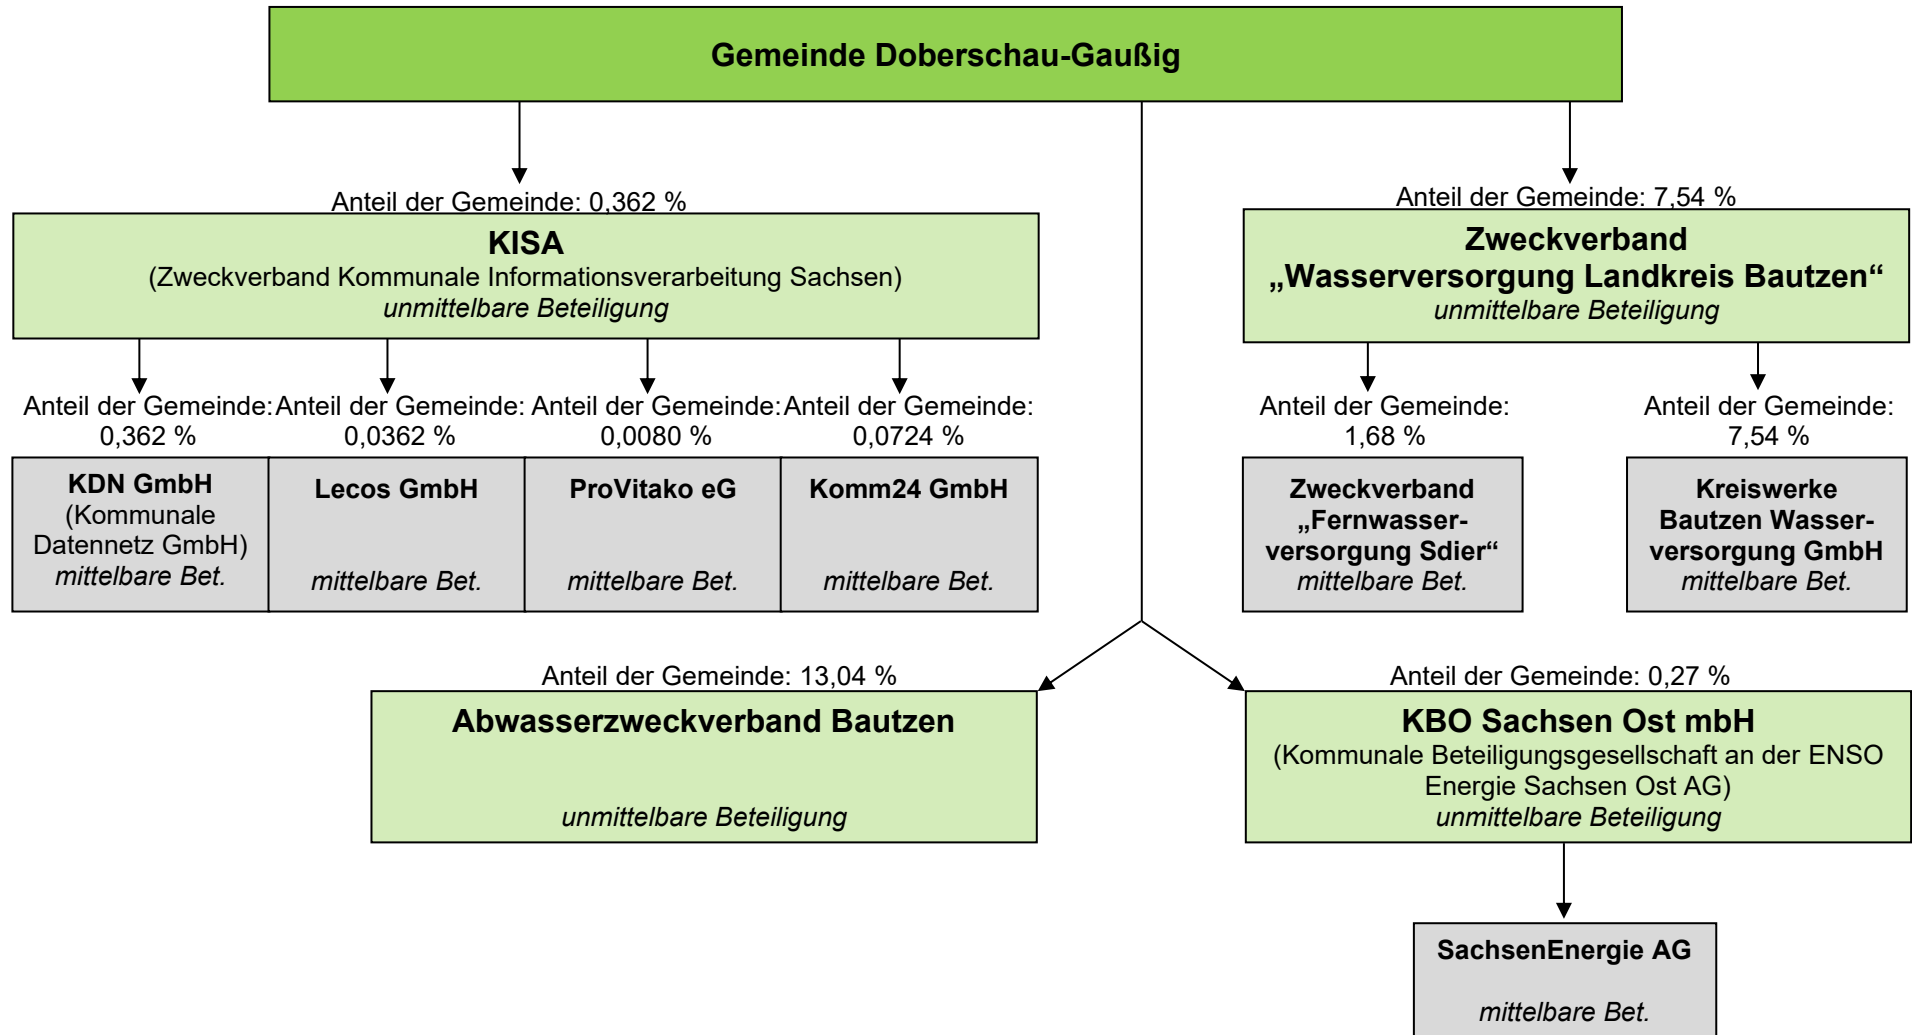 Gemeinde Doberschau-Gaußig
Anteil der Gemeinde: 0,362 %
KISA
(Zweckverband Kommunale Informationsverarbeitung Sachsen)
unmittelbare Beteiligung
Anteil der Gemeinde: 7,54 %
Zweckverband
„Wasserversorgung Landkreis Bautzen“
unmittelbare Beteiligung
Anteil der Gemeinde:
0,362 %
KDN GmbH
(Kommunale
Datennetz GmbH)
mittelbare Bet.
Anteil der Gemeinde:
0,0362 %
Lecos GmbH
mittelbare Bet.
Anteil der Gemeinde:
0,0080 %
ProVitako eG
mittelbare Bet.
Anteil der Gemeinde:
0,0724 %
Komm24 GmbH
mittelbare Bet.
Anteil der Gemeinde:
1,68 %
Zweckverband
„Fernwasser-
versorgung Sdier“
mittelbare Bet.
Anteil der Gemeinde:
7,54 %
Kreiswerke
Bautzen Wasser-
versorgung GmbH
mittelbare Bet.
Anteil der Gemeinde: 13,04 %
Abwasserzweckverband Bautzen
unmittelbare Beteiligung
Anteil der Gemeinde: 0,27 %
KBO Sachsen Ost mbH
(Kommunale Beteiligungsgesellschaft an der ENSO
Energie Sachsen Ost AG)
unmittelbare Beteiligung
SachsenEnergie AG
mittelbare Bet.